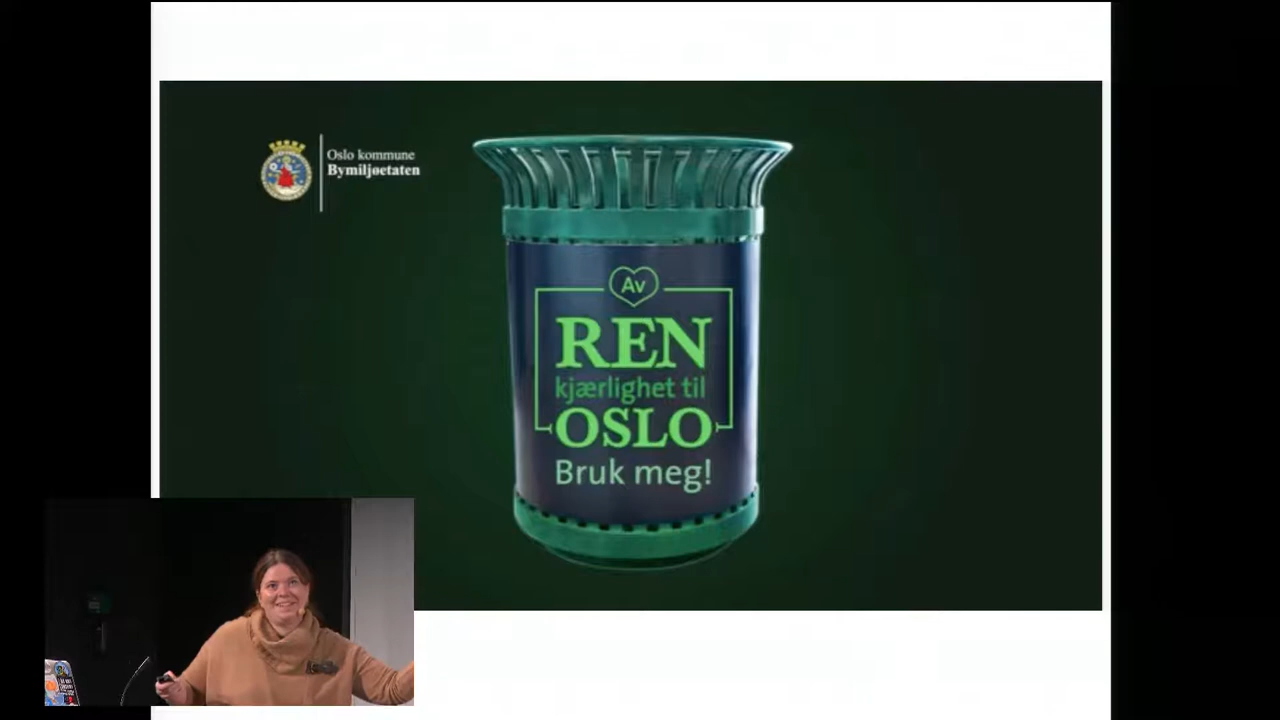 Oslo kommune
Bymiljøetaten
Av
REN
kjærlighet til
OSLO
Bruk meg!